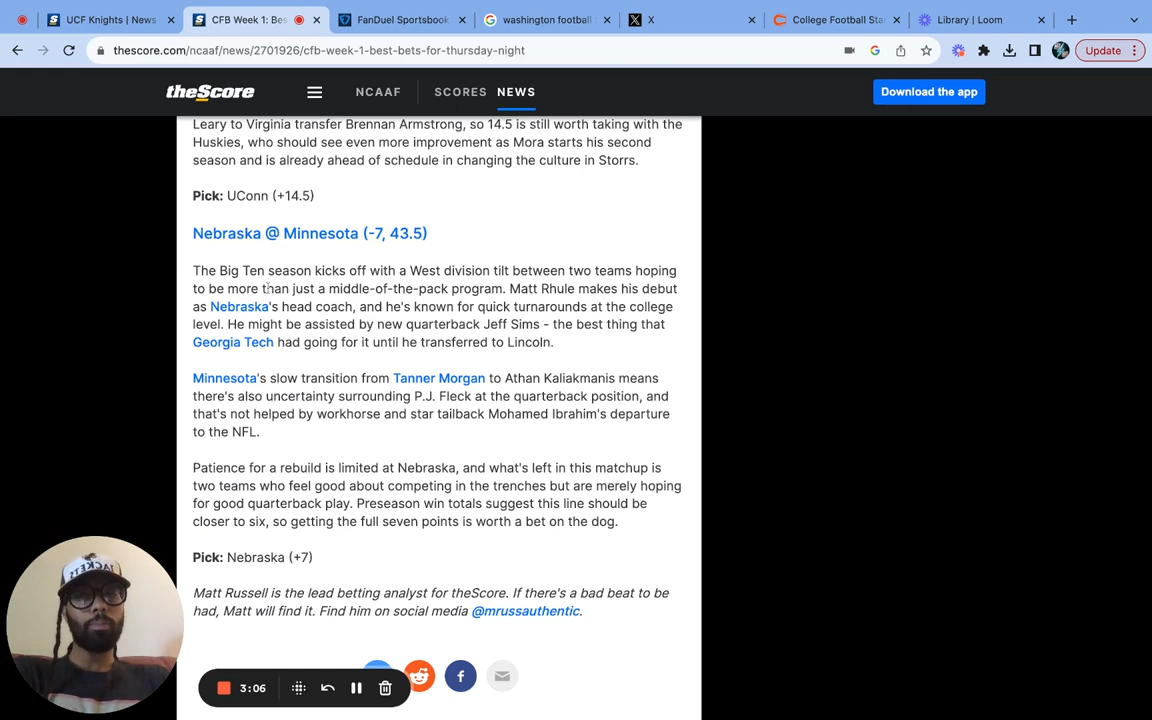 UCF Knights | News
CFB Week 1: Bes
FanDuel Sportsbook
washington football
X
College Football Sta
Library | Loom
thescore.com/ncaaf/news/2701926/cfb-week-1-best-bets-for-thursday-night
Update
theScore
NCAAF
SCORES
NEWS
Download the app
Leary to Virginia transfer Brennan Armstrong, so 14.5 is still worth taking with the
Huskies, who should see even more improvement as Mora starts his second
season and is already ahead of schedule in changing the culture in Storrs.
Pick: UConn (+14.5)
Nebraska @ Minnesota (-7, 43.5)
The Big Ten season kicks off with a West division tilt between two teams hoping
to be more than just a middle-of-the-pack program. Matt Rhule makes his debut
as Nebraska's head coach, and he's known for quick turnarounds at the college
level. He might be assisted by new quarterback Jeff Sims - the best thing that
Georgia Tech had going for it until he transferred to Lincoln.
Minnesota's slow transition from Tanner Morgan to Athan Kaliakmanis means
there's also uncertainty surrounding P.J. Fleck at the quarterback position, and
that's not helped by workhorse and star tailback Mohamed Ibrahim's departure
to the NFL.
Patience for a rebuild is limited at Nebraska, and what's left in this matchup is
two teams who feel good about competing in the trenches but are merely hoping
for good quarterback play. Preseason win totals suggest this line should be
closer to six, so getting the full seven points is worth a bet on the dog.
Pick: Nebraska (+7)
Matt Russell is the lead betting analyst for theScore. If there's a bad beat to be
had, Matt will find it. Find him on social media @mrussauthentic.
JACKETS
3:06